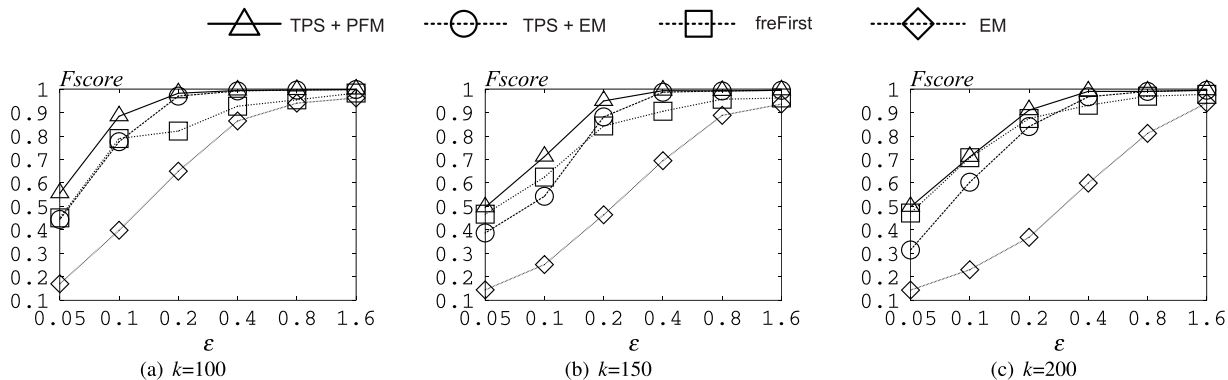 TPS + PFM TPS + EM freFirst EM
Fscore Fscore Fscore
1 1 1
0.9 0.9 0.9
0.8 0.8 0.8
0.7 0.7 0.7
0.6 0.6 0.6
0.5 0.5 0.5
0.4 0.4 0.4
0.3 0.3 0.3
0.2 0.2 0.2
0.1 0.1 0.1
0.05 0.1 0.2 0.4 0.8 1.6 0.05 0.1 0.2 0.4 0.8 1.6 0.05 0.1 0.2 0.4 0.8 1.6
ε ε ε
(a) k=100 (b) k=150 (c) k=200